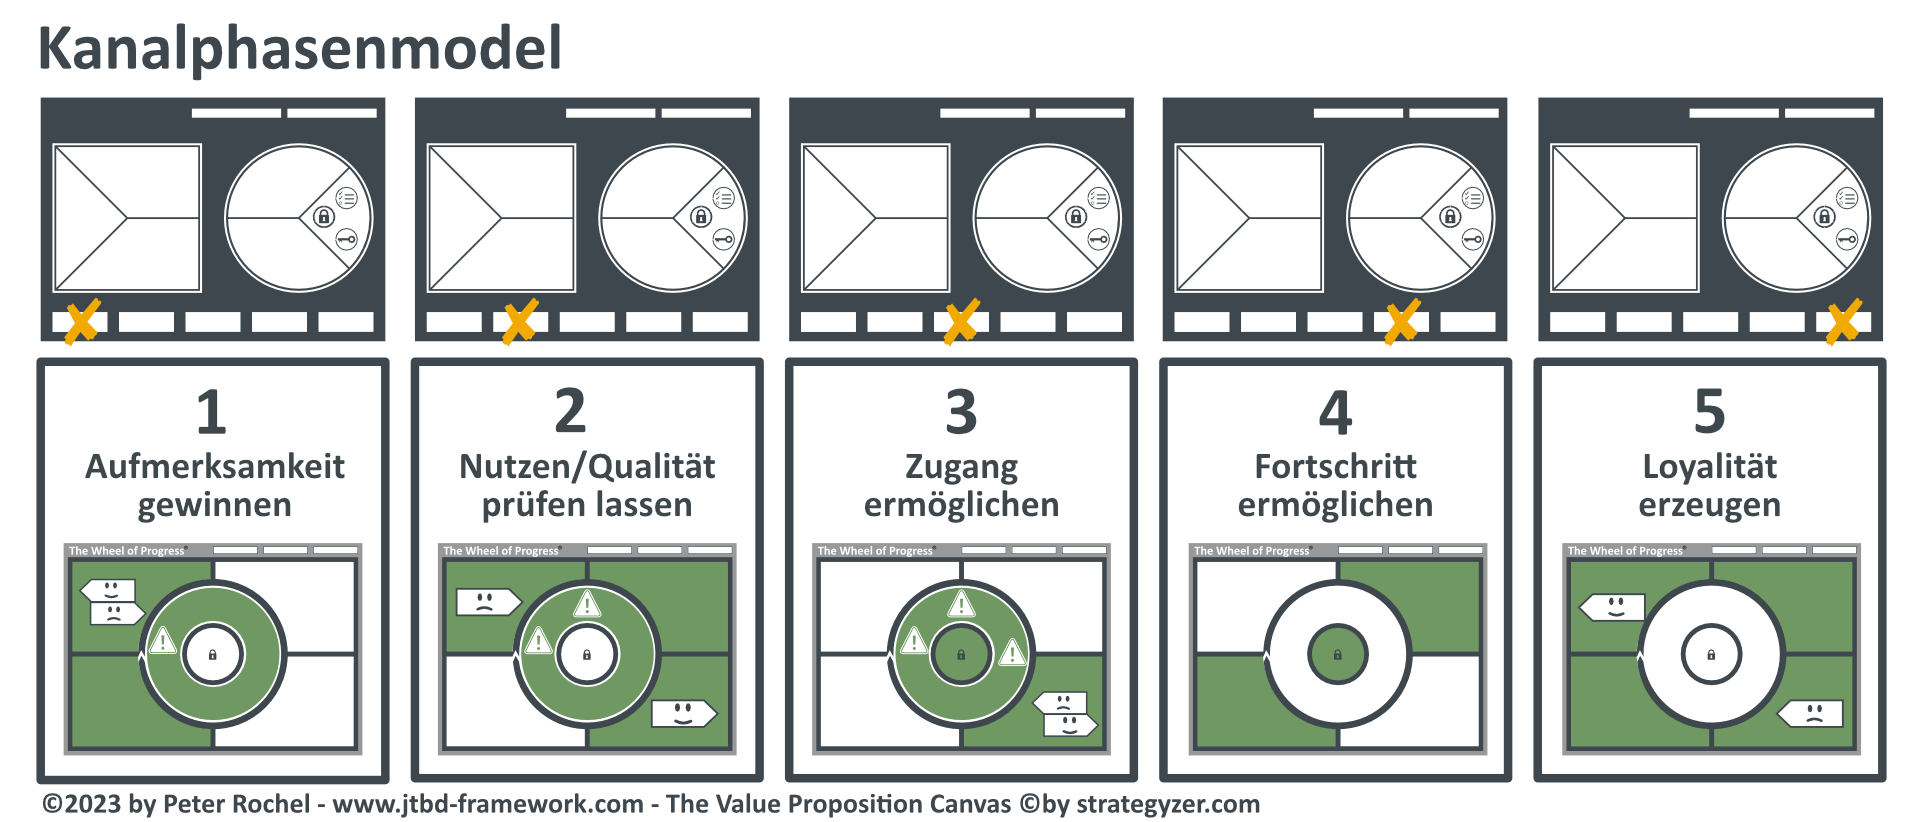 Kanalphasenmodel
1
Aufmerksamkeit
gewinnen
The Wheel of Progress®
2
Nutzen/Qualität
prüfen lassen
The Wheel of Progress®
3
Zugang
ermöglichen
The Wheel of Progress®
4
Fortschritt
ermöglichen
The Wheel of Progress®
5
Loyalität
erzeugen
The Wheel of Progress®
©2023 by Peter Rochel - www.jtbd-framework.com - The Value Proposition Canvas ©by strategyzer.com